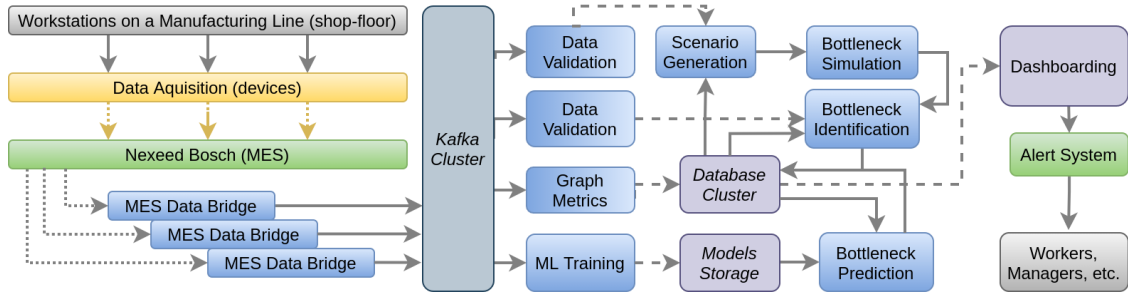 Workstations on a Manufacturing Line (shop-floor)
Data Aquisition (devices)
Nexeed Bosch (MES)
MES Data Bridge
MES Data Bridge
MES Data Bridge
Kafka
Cluster
Data
Validation
Data
Validation
Graph
Metrics
ML Training
Scenario
Generation
Database
Cluster
Models
Storage
Bottleneck
Simulation
Bottleneck
Identification
Bottleneck
Prediction
Dashboarding
Alert System
Workers,
Managers, etc.